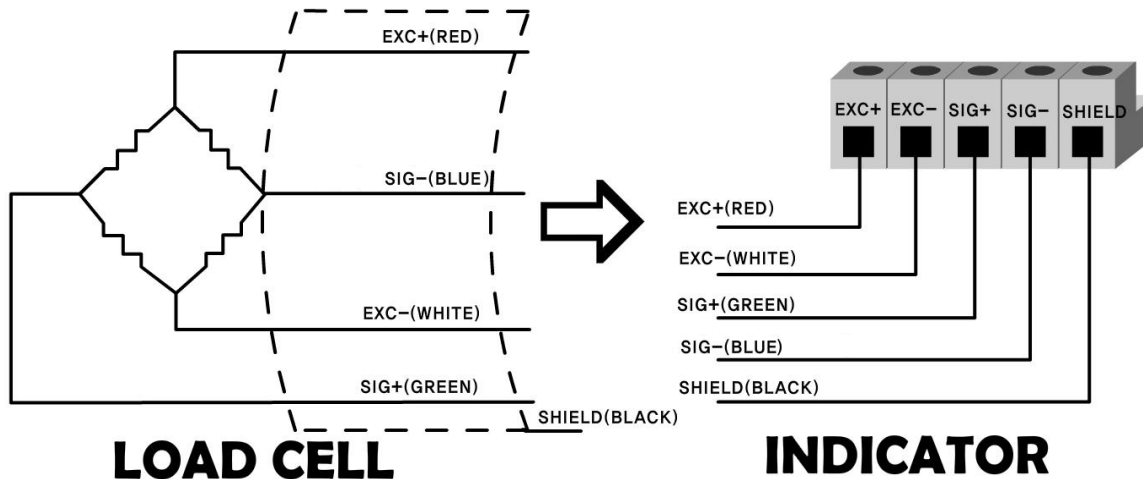 EXC+(RED)
SIG-(BLUE)
EXC-(WHITE)
SIG+(GREEN)
SHIELD(BLACK)
LOAD CELL
EXC+ EXC- SIG+ SIG- SHIELD
EXC+(RED)
EXC-(WHITE)
SIG+(GREEN)
SIG-(BLUE)
SHIELD(BLACK)
INDICATOR